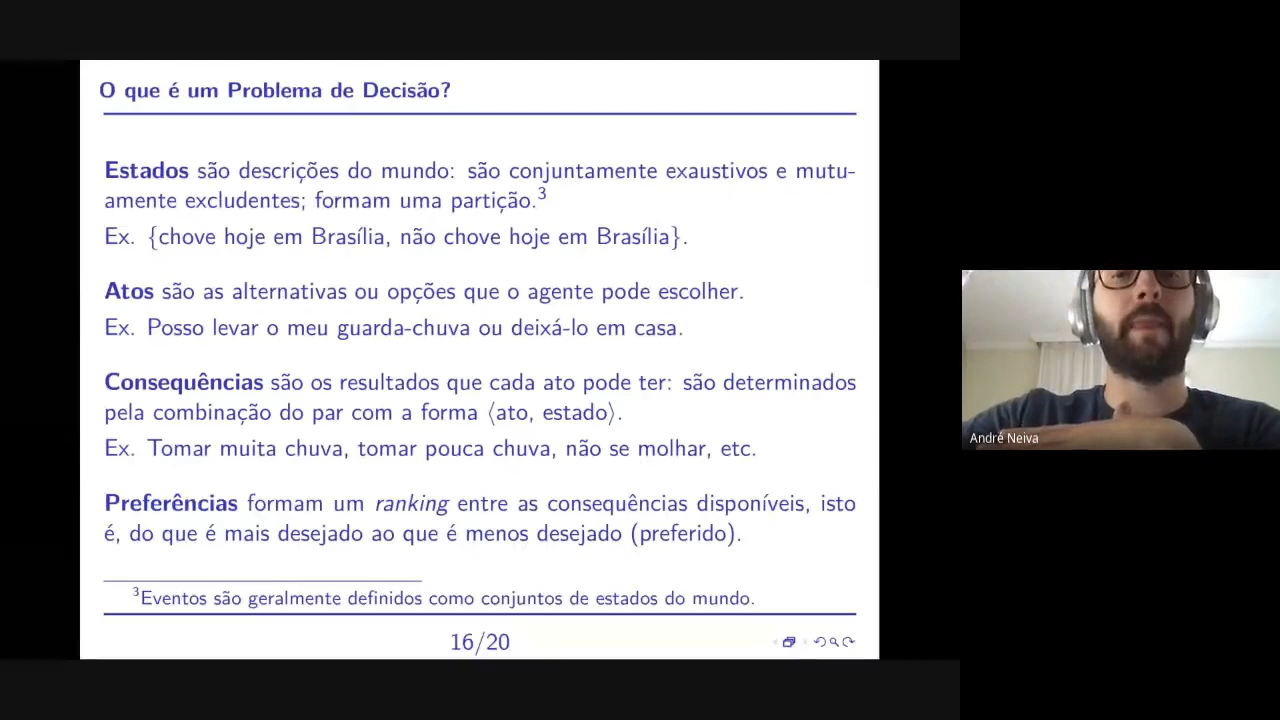 O que é um Problema de Decisão?
Estados são descrições do mundo: são conjuntamente exaustivos e mutu-
amente excludentes; formam uma partição.³
Ex. {chove hoje em Brasília, não chove hoje em Brasília}.
Atos são as alternativas ou opções que o agente pode escolher.
Ex. Posso levar o meu guarda-chuva ou deixá-lo em casa.
Consequências são os resultados que cada ato pode ter: são determinados
pela combinação do par com a forma ⟨ato, estado⟩.
Ex. Tomar muita chuva, tomar pouca chuva, não se molhar, etc.
Preferências formam um ranking entre as consequências disponíveis, isto
é, do que é mais desejado ao que é menos desejado (preferido).
³Eventos são geralmente definidos como conjuntos de estados do mundo.
16/20
André Neiva